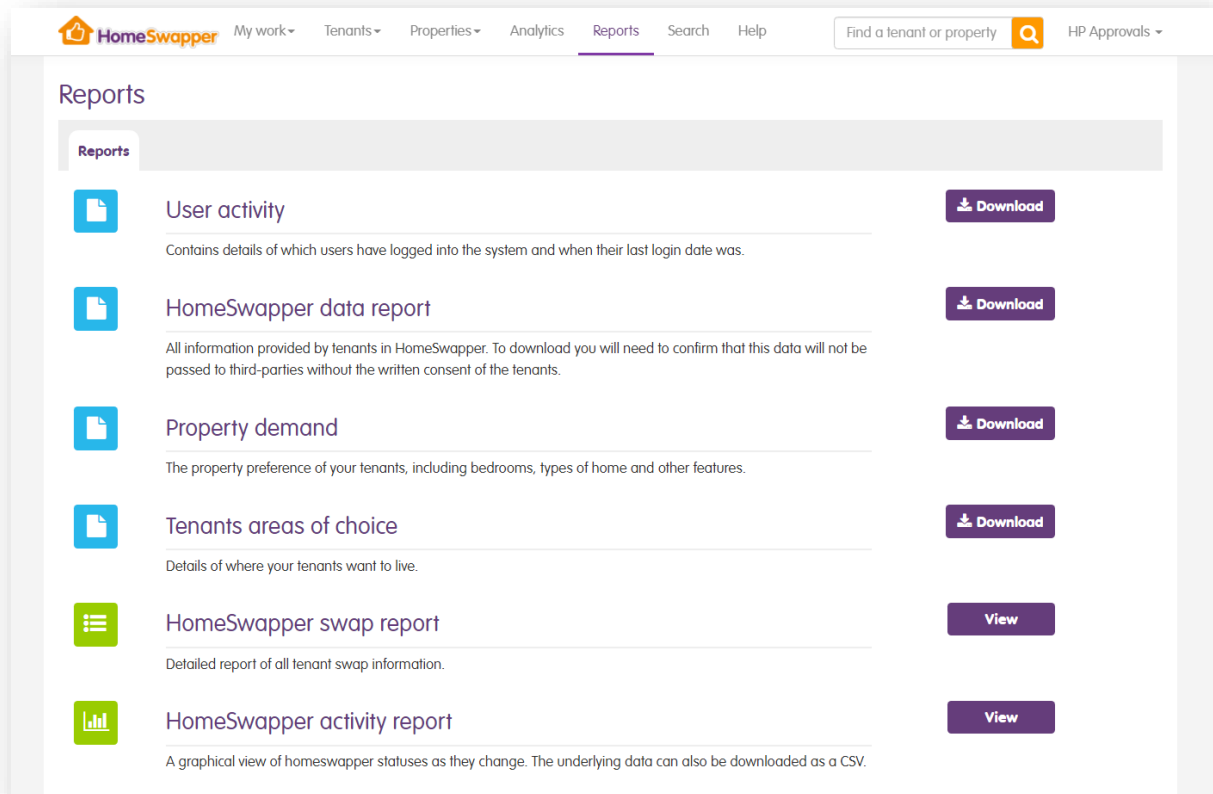 HomeSwapper My work Tenants Properties Analytics Reports Search Help Find a tenant or property HP Approvals
Reports
Reports
User activity Download
Contains details of which users have logged into the system and when their last login date was.
HomeSwapper data report Download
All information provided by tenants in HomeSwapper. To download you will need to confirm that this data will not be
passed to third-parties without the written consent of the tenants.
Property demand Download
The property preference of your tenants, including bedrooms, types of home and other features.
Tenants areas of choice Download
Details of where your tenants want to live.
HomeSwapper swap report View
Detailed report of all tenant swap information.
HomeSwapper activity report View
A graphical view of homeswapper statuses as they change. The underlying data can also be downloaded as a CSV.